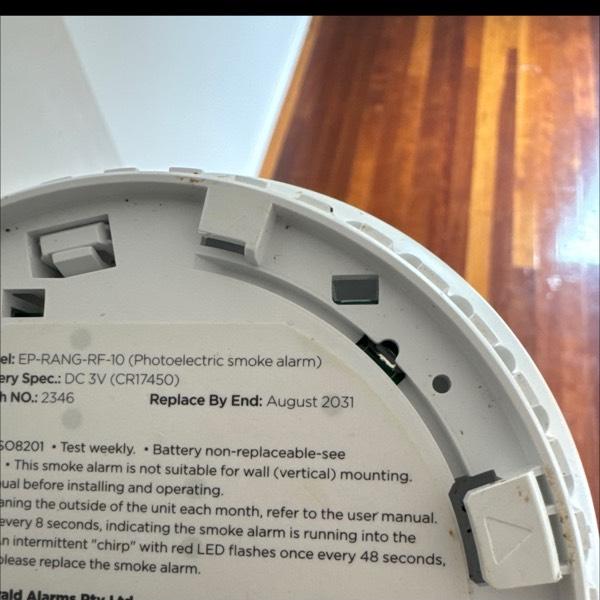 el: EP-RANG-RF-10 (Photoelectric smoke alarm)
ery Spec.: DC 3V (CR17450)
h NO.: 2346 Replace By End: August 2031
SO8201 • Test weekly. • Battery non-replaceable-see
• This smoke alarm is not suitable for wall (vertical) mounting.
ual before installing and operating.
aning the outside of the unit each month, refer to the user manual.
every 8 seconds, indicating the smoke alarm is running into the
n intermittent "chirp" with red LED flashes once every 48 seconds,
please replace the smoke alarm.
rald Alarms Pty Ltd